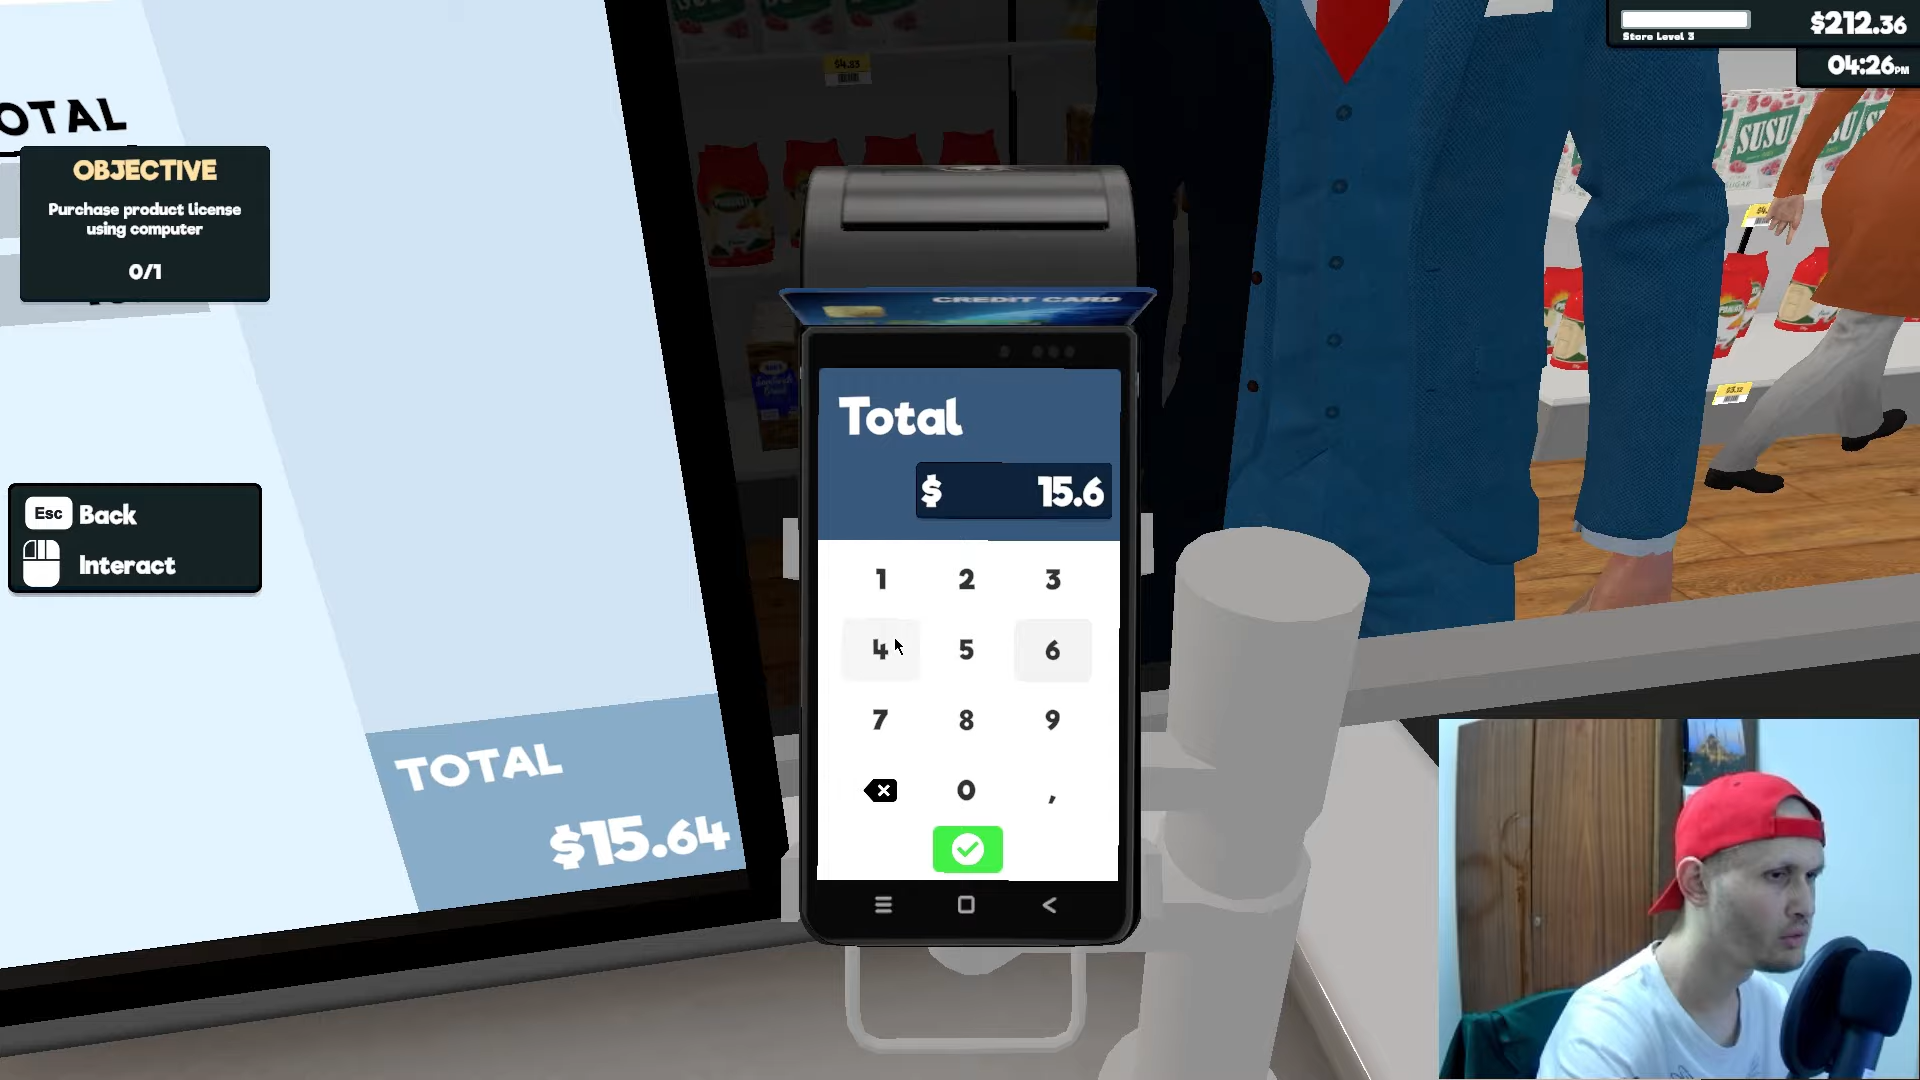 $212.36
Store Level 3
04:26PM
OTAL
OBJECTIVE
Purchase product license
using computer
0/1
$4.83
SUSU
CREDIT CARD
Total
$ 15.6
Esc Back
Interact
1 2 3
4 5 6
7 8 9
0 ,
TOTAL
$15.64